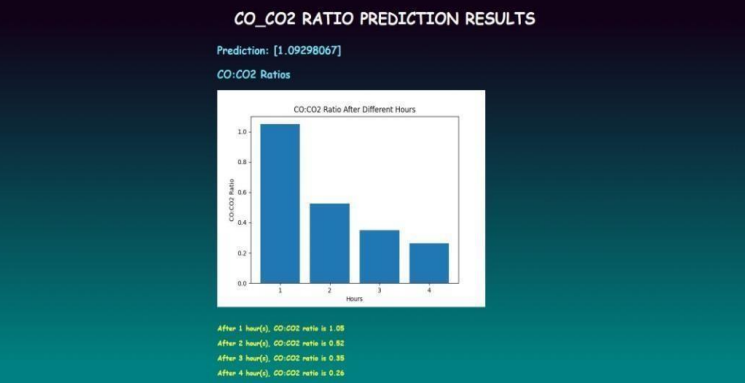 CO_CO2 RATIO PREDICTION RESULTS
Prediction: [1.09298067]
CO:CO2 Ratios
CO:CO2 Ratio After Different Hours
1.0
0.8
0.6
0.4
0.2
0.0
CO:CO2 Ratio
1 2 3 4
Hours
After 1 hour(s), CO:CO2 ratio is 1.05
After 2 hour(s), CO:CO2 ratio is 0.52
After 3 hour(s), CO:CO2 ratio is 0.35
After 4 hour(s), CO:CO2 ratio is 0.26